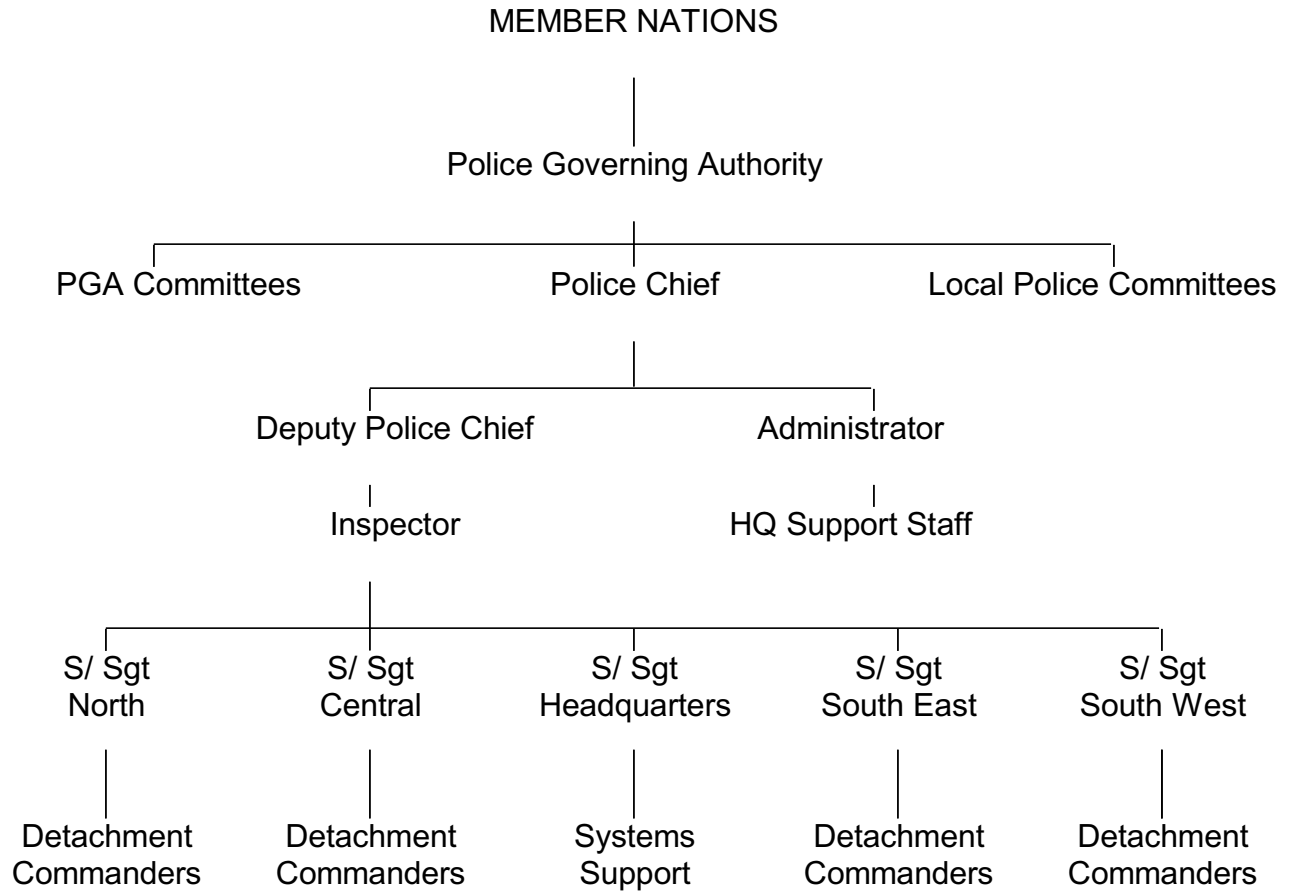 MEMBER NATIONS
Police Governing Authority
PGA Committees
Police Chief
Local Police Committees
Deputy Police Chief
Administrator
Inspector
HQ Support Staff
S/ Sgt
North
S/ Sgt
Central
S/ Sgt
Headquarters
S/ Sgt
South East
S/ Sgt
South West
Detachment
Commanders
Detachment
Commanders
Systems
Support
Detachment
Commanders
Detachment
Commanders